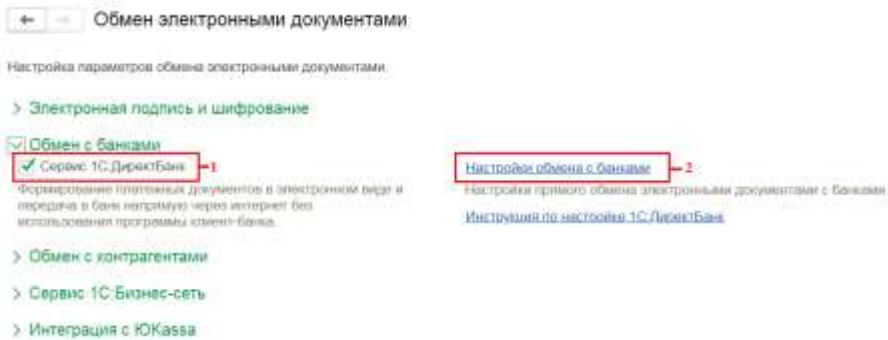 Обмен электронными документами
Настройка параметров обмена электронными документами.
Электронная подпись и шифрование
Обмен с банками
Сервис 1С:ДиректБанк
1
Настройки обмена с банками
2
Формирование платежных документов в электронном виде и
передача в банк напрямую через интернет без
использования программы клиент-банка.
Настройки прямого обмена электронными документами с банками.
Инструкция по настройке 1С:ДиректБанк
Обмен с контрагентами
Сервис 1С:Бизнес-сеть
Интеграция с ЮKassa